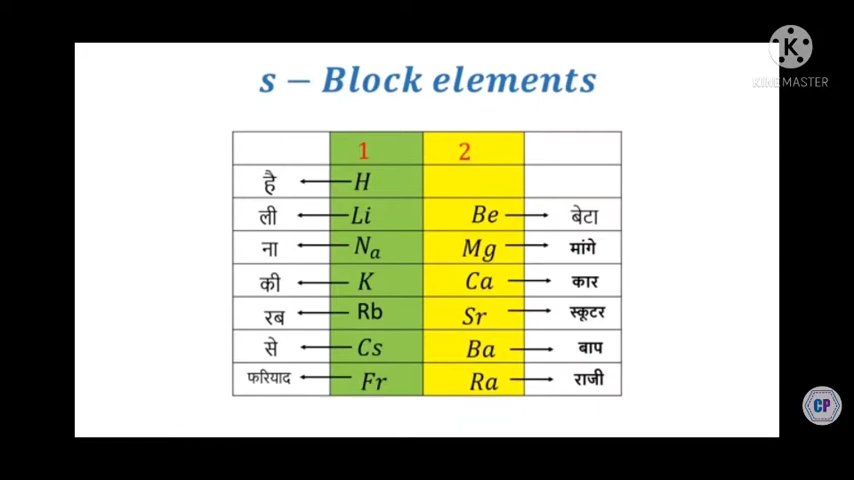 KINEMASTER
s – Block elements
1 2
है H
ली Li Be बेटा
ना Na Mg मांगे
की K Ca कार
रब Rb Sr स्कूटर
से Cs Ba बाप
फरियाद Fr Ra राजी
CP